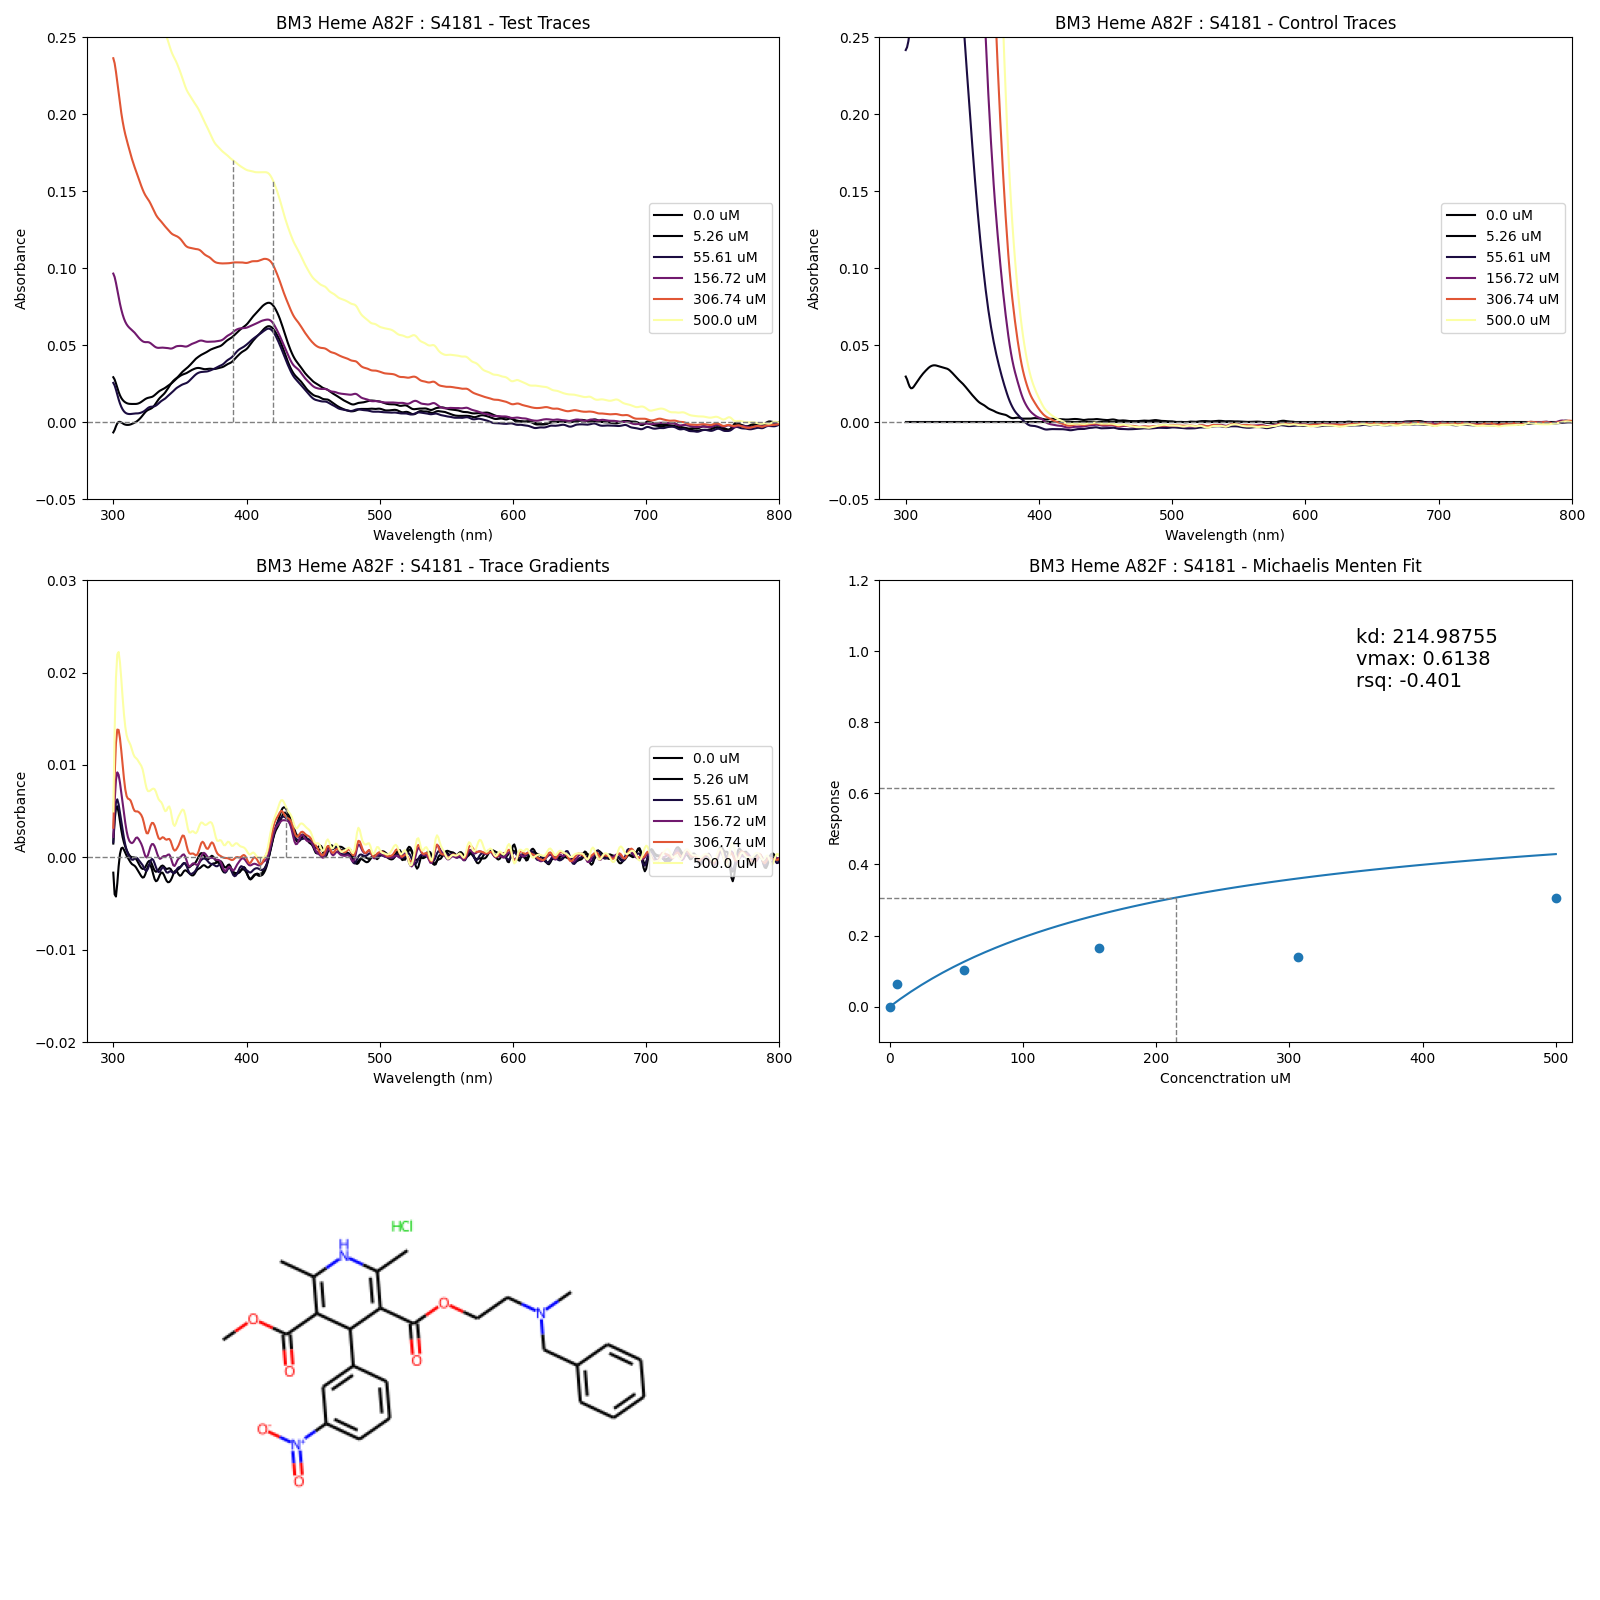 BM3 Heme A82F : S4181 - Test Traces
0.25
0.20
0.15
0.10
0.05
0.00
−0.05
Absorbance
300 400 500 600 700 800
Wavelength (nm)
0.0 uM
5.26 uM
55.61 uM
156.72 uM
306.74 uM
500.0 uM
BM3 Heme A82F : S4181 - Control Traces
0.25
0.20
0.15
0.10
0.05
0.00
−0.05
Absorbance
300 400 500 600 700 800
Wavelength (nm)
0.0 uM
5.26 uM
55.61 uM
156.72 uM
306.74 uM
500.0 uM
BM3 Heme A82F : S4181 - Trace Gradients
0.03
0.02
0.01
0.00
−0.01
−0.02
Absorbance
300 400 500 600 700 800
Wavelength (nm)
0.0 uM
5.26 uM
55.61 uM
156.72 uM
306.74 uM
500.0 uM
BM3 Heme A82F : S4181 - Michaelis Menten Fit
1.2
1.0
0.8
0.6
0.4
0.2
0.0
Response
kd: 214.98755
vmax: 0.6138
rsq: -0.401
0 100 200 300 400 500
Concenctration uM
HCl
H
N
O
O
O
O
N
O-
N+
O